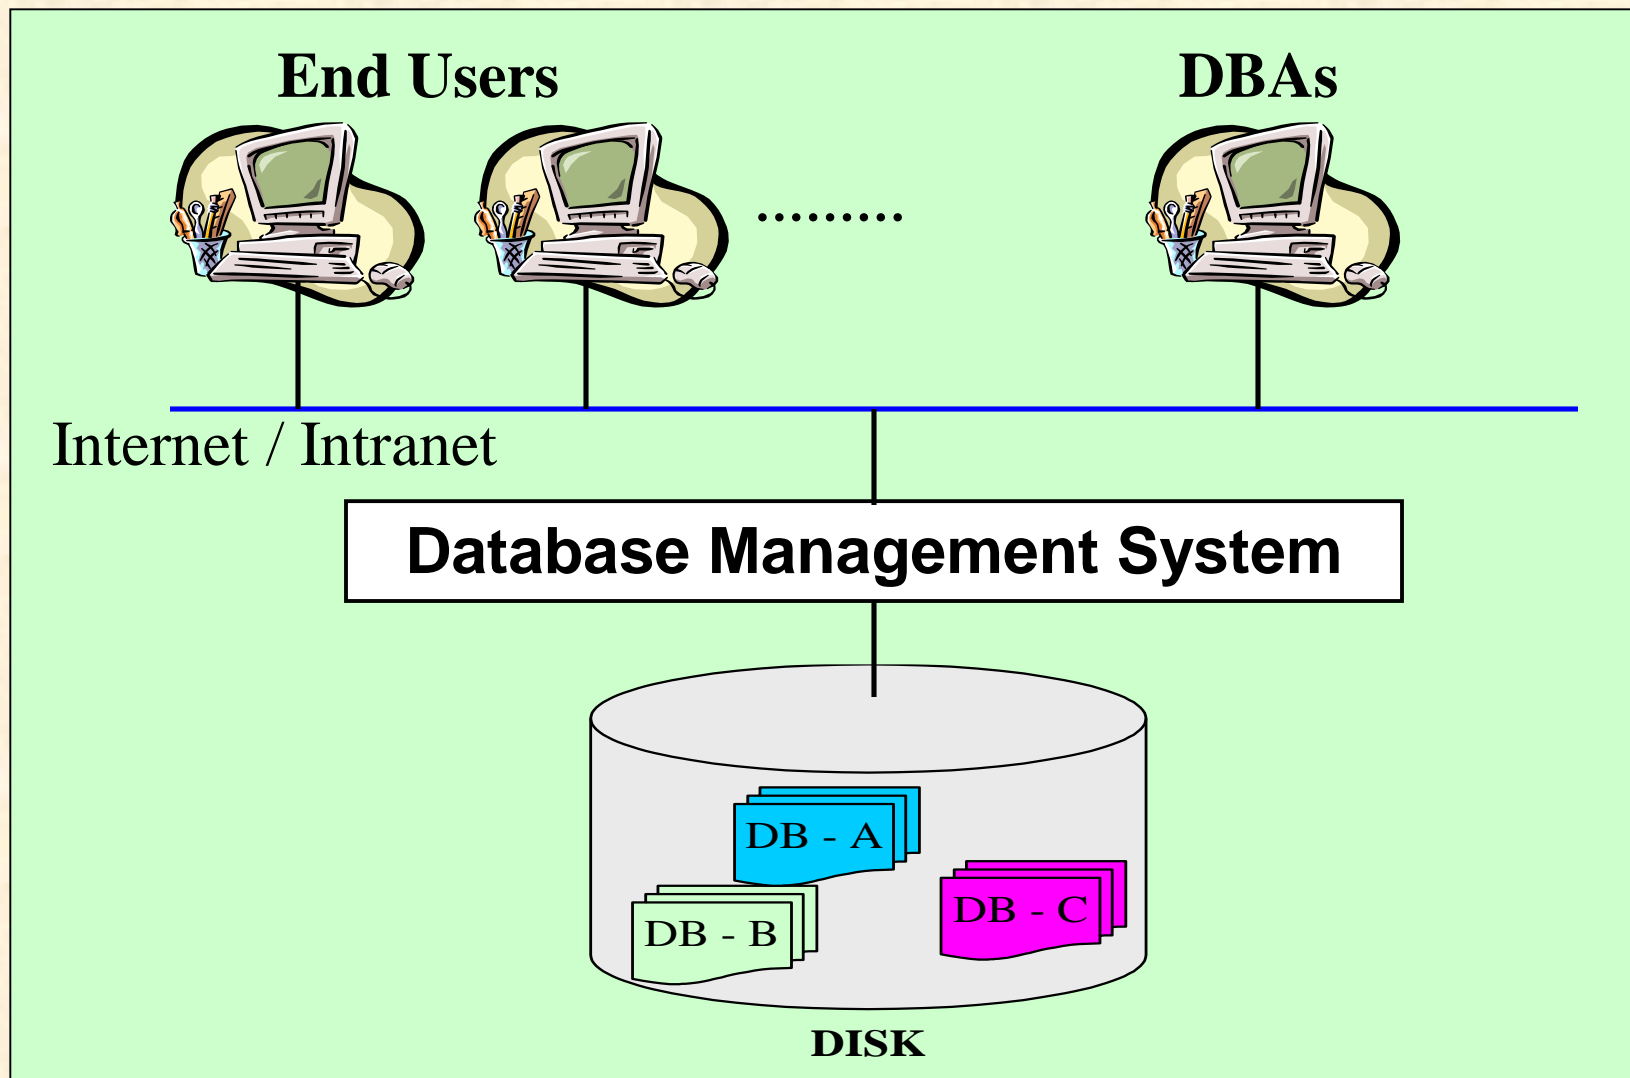 End Users
DBAs
.........
Internet / Intranet
Database Management System
DB - A
DB - C
DB - B
DISK